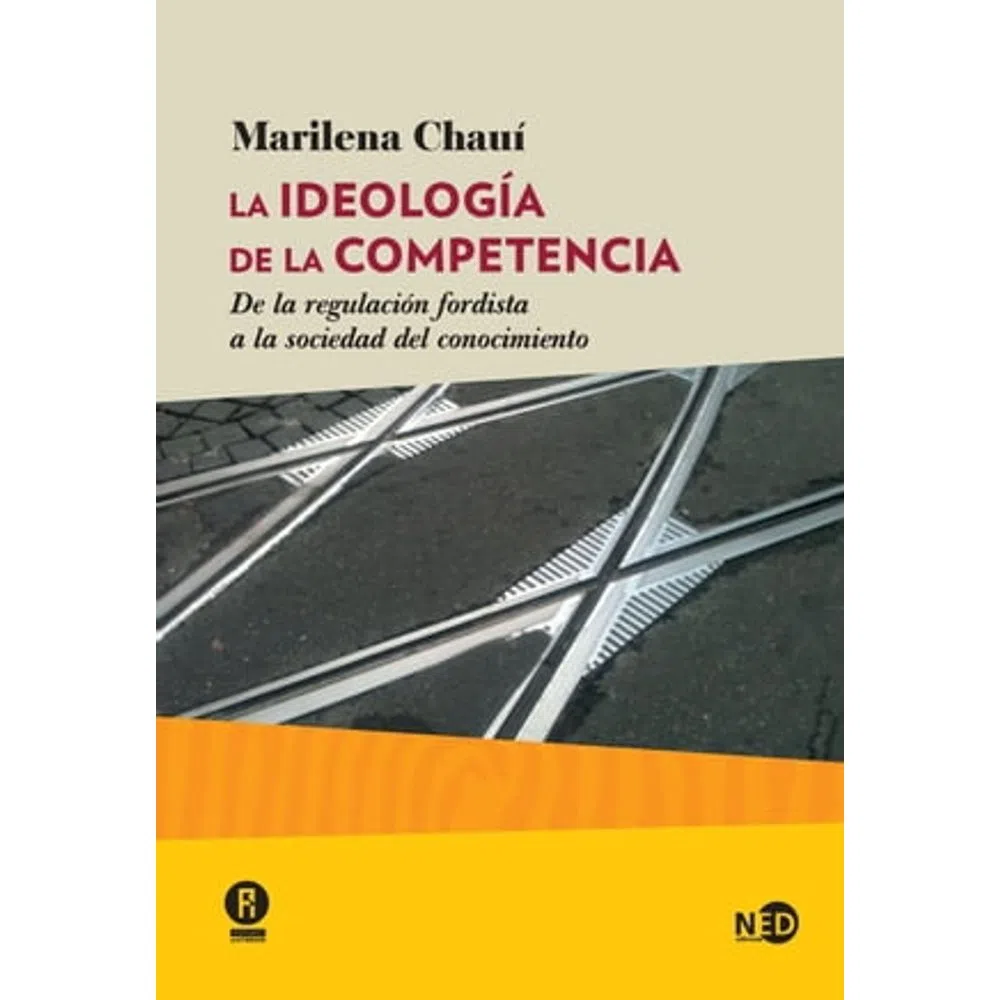 Marilena Chauí
LA IDEOLOGÍA
DE LA COMPETENCIA
De la regulación fordista
a la sociedad del conocimiento
NED